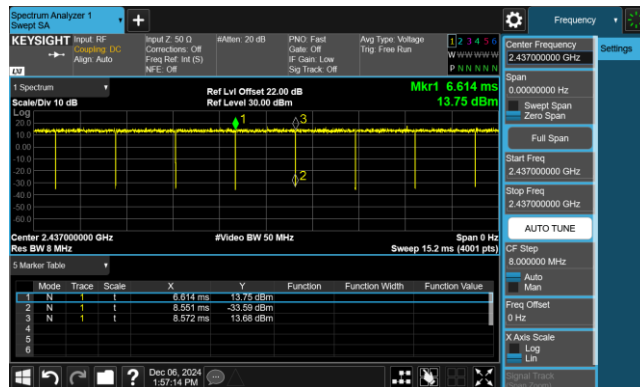 Spectrum Analyzer 1
Swept SA
+
Frequency
KEYSIGHT
Input: RF
Coupling: DC
Align: Auto
LXI
Input Z: 50 Ω
Corrections: Off
Freq Ref: Int (S)
NFE: Off
#Atten: 20 dB
PNO: Fast
Gate: Off
IF Gain: Low
Sig Track: Off
Avg Type: Voltage
Trig: Free Run
1 2 3 4 5 6
W W W W W W
P N N N N N
1 Spectrum
Scale/Div 10 dB
Log
Ref Lvl Offset 22.00 dB
Ref Level 30.00 dBm
Mkr1 6.614 ms
13.75 dBm
20.0
10.0
0.00
-10.0
-20.0
-30.0
-40.0
-50.0
-60.0
1
3
2
Center 2.437000000 GHz
Res BW 8 MHz
#Video BW 50 MHz
Span 0 Hz
Sweep 15.2 ms (4001 pts)
5 Marker Table
Mode Trace Scale X Y Function Function Width Function Value
1 N 1 t 6.614 ms 13.75 dBm
2 N 1 t 8.551 ms -33.59 dBm
3 N 1 t 8.572 ms 13.68 dBm
4
5
6
?
Dec 06, 2024
1:57:14 PM
Center Frequency
2.437000000 GHz
Span
0.00000000 Hz
Swept Span
Zero Span
Full Span
Start Freq
2.437000000 GHz
Stop Freq
2.437000000 GHz
AUTO TUNE
CF Step
8.000000 MHz
Auto
Man
Freq Offset
0 Hz
X Axis Scale
Log
Lin
Signal Track
(Span Zoom)
Settings